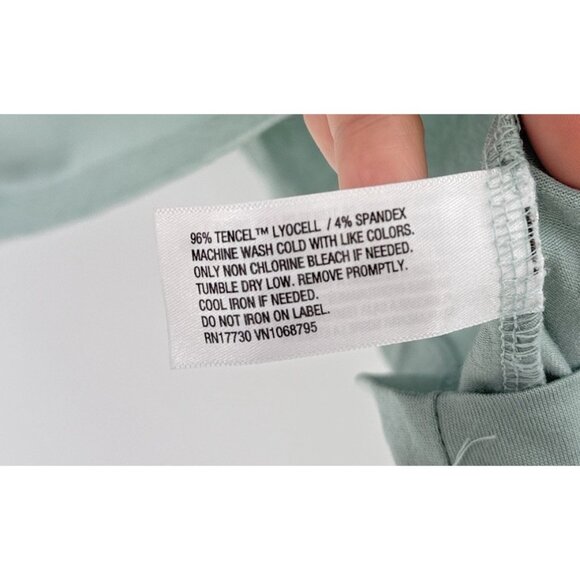 96% TENCEL™ LYOCELL / 4% SPANDEX
MACHINE WASH COLD WITH LIKE COLORS.
ONLY NON CHLORINE BLEACH IF NEEDED.
TUMBLE DRY LOW. REMOVE PROMPTLY.
COOL IRON IF NEEDED.
DO NOT IRON ON LABEL.
RN17730 VN1068795